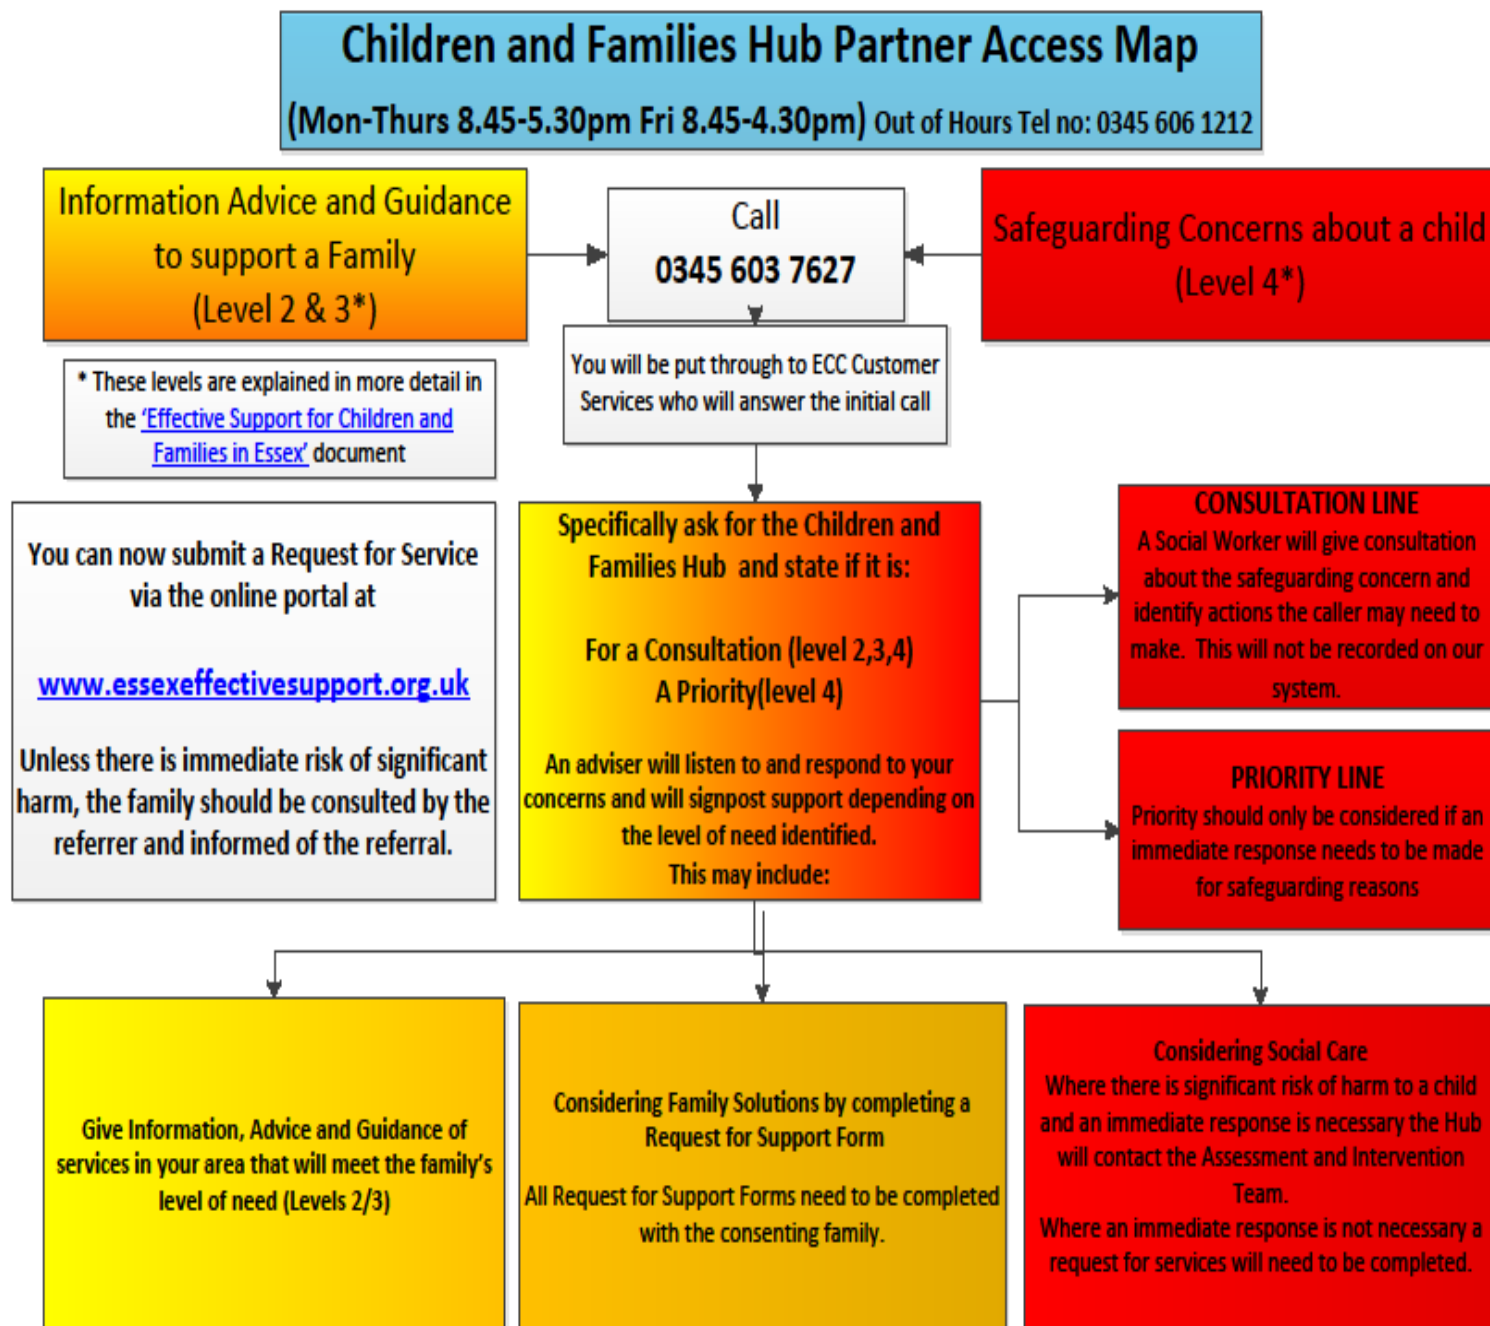 Children and Families Hub Partner Access Map
(Mon-Thurs 8.45-5.30pm Fri 8.45-4.30pm) Out of Hours Tel no: 0345 606 1212
Information Advice and Guidance
to support a Family
(Level 2 & 3*)
Call
0345 603 7627
Safeguarding Concerns about a child
(Level 4*)
* These levels are explained in more detail in
the ‘Effective Support for Children and
Families in Essex’ document
You will be put through to ECC Customer
Services who will answer the initial call
You can now submit a Request for Service
via the online portal at
www.essexeffectivesupport.org.uk
Unless there is immediate risk of significant
harm, the family should be consulted by the
referrer and informed of the referral.
Specifically ask for the Children and
Families Hub and state if it is:
For a Consultation (level 2,3,4)
A Priority(level 4)
An adviser will listen to and respond to your
concerns and will signpost support depending on
the level of need identified.
This may include:
CONSULTATION LINE
A Social Worker will give consultation
about the safeguarding concern and
identify actions the caller may need to
make. This will not be recorded on our
system.
PRIORITY LINE
Priority should only be considered if an
immediate response needs to be made
for safeguarding reasons
Give Information, Advice and Guidance of
services in your area that will meet the family’s
level of need (Levels 2/3)
Considering Family Solutions by completing a
Request for Support Form
All Request for Support Forms need to be completed
with the consenting family.
Considering Social Care
Where there is significant risk of harm to a child
and an immediate response is necessary the Hub
will contact the Assessment and Intervention
Team.
Where an immediate response is not necessary a
request for services will need to be completed.